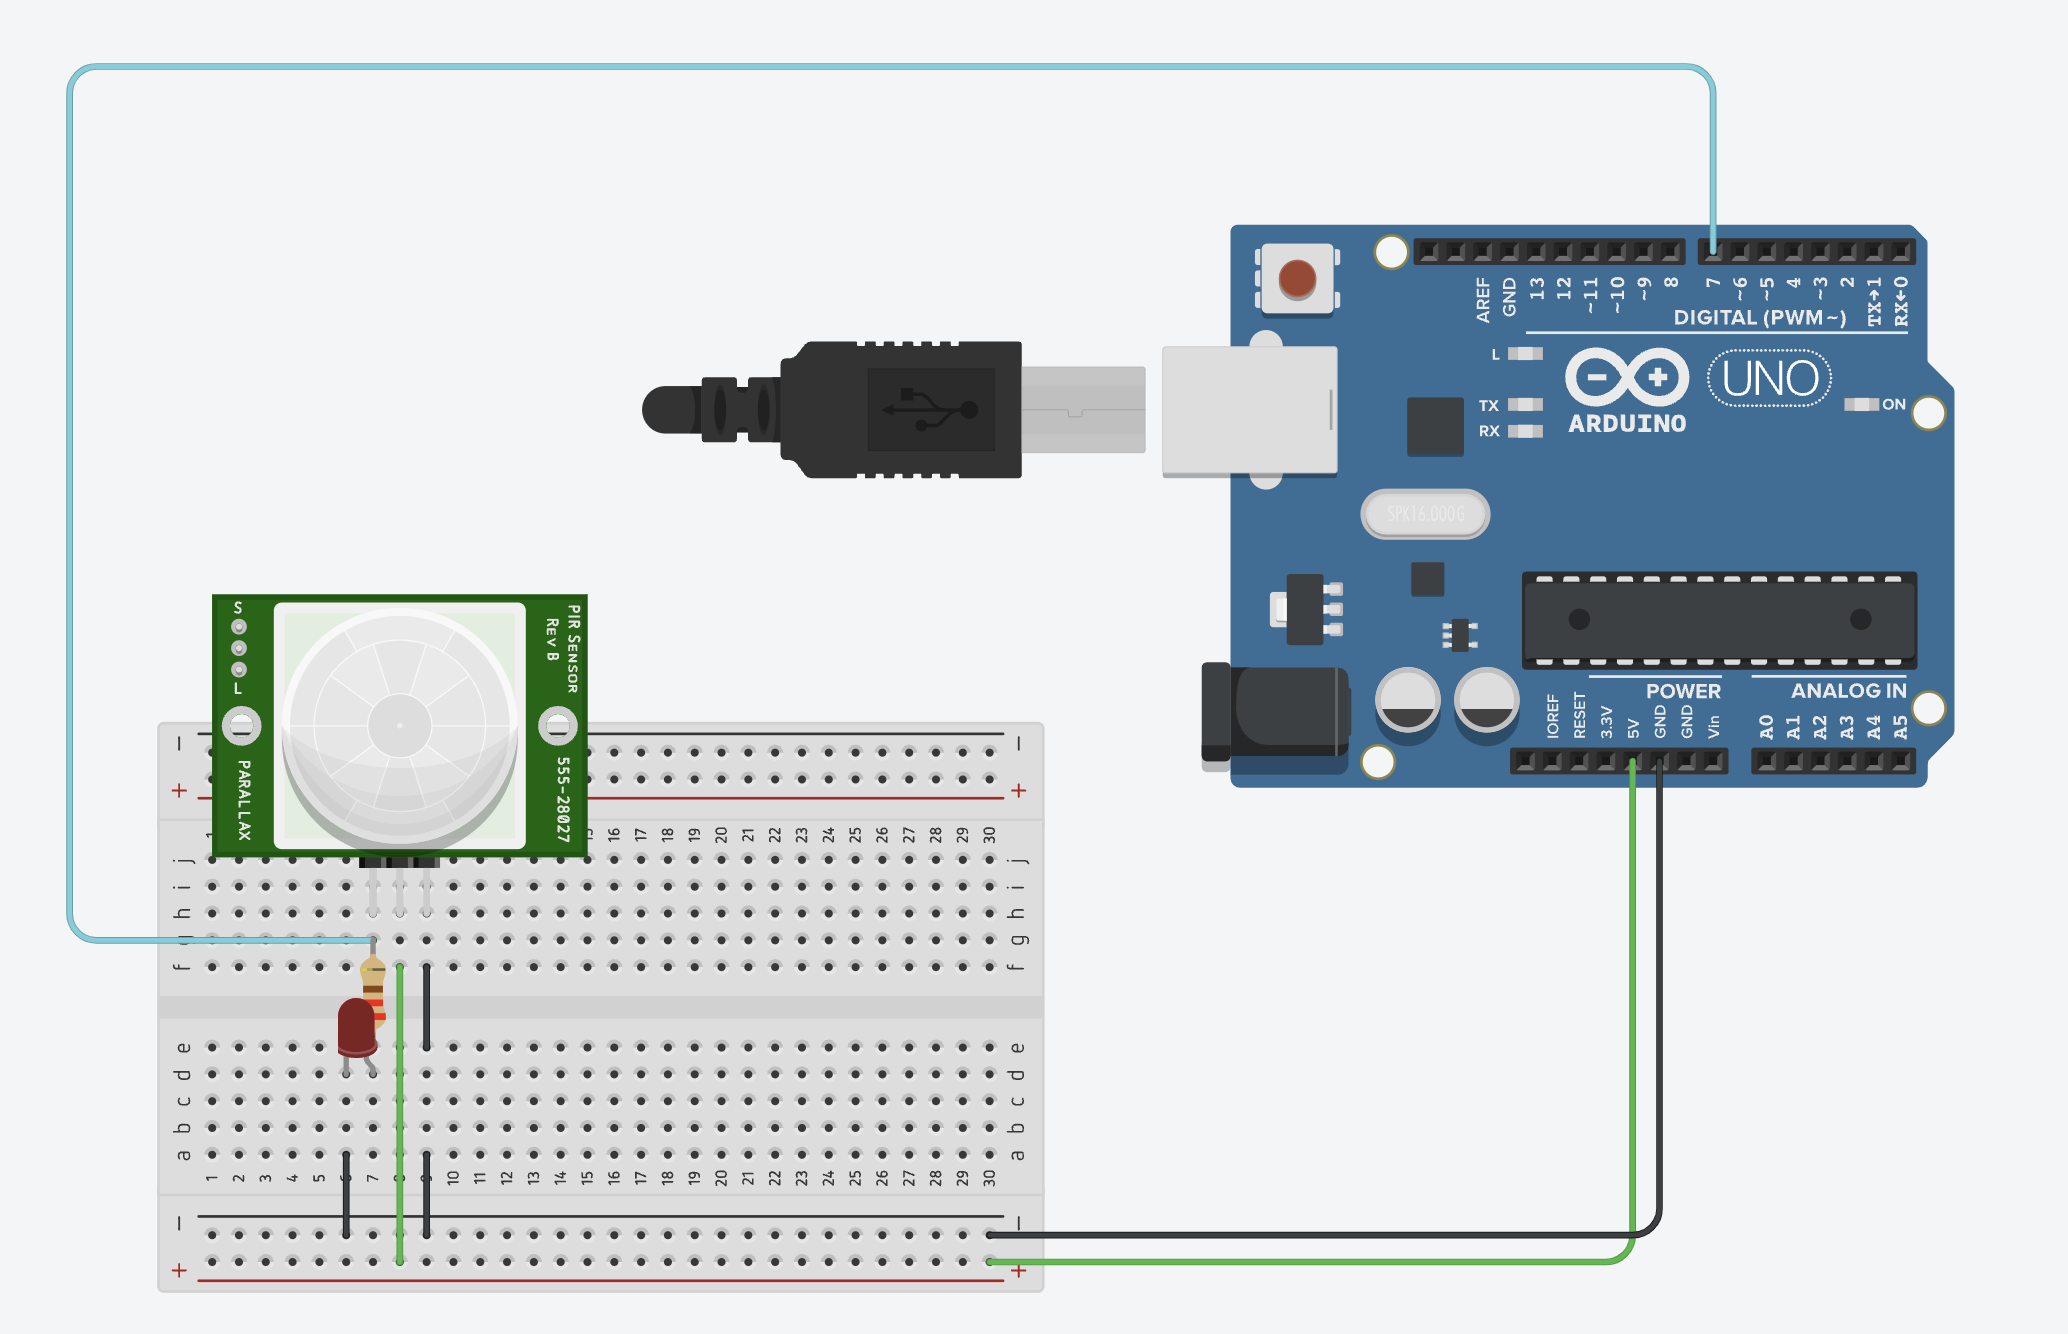 AREF
GND
13
12
~11
~10
~9
8
7
~6
~5
4
~3
2
TX→1
RX←0
DIGITAL (PWM~)
L
TX
RX
ARDUINO
UNO
ON
SPK16.000G
POWER
ANALOG IN
IOREF
RESET
3.3V
5V
GND
GND
Vin
A0
A1
A2
A3
A4
A5
S
L
PIR SENSOR
REV B
PARALLAX
555-28027
− −
+ +
1 15 16 17 18 19 20 21 22 23 24 25 26 27 28 29 30
j j
i i
h h
g g
f f
e e
d d
c c
b b
a a
1 2 3 4 5 6 7 8 9 10 11 12 13 14 15 16 17 18 19 20 21 22 23 24 25 26 27 28 29 30
− −
+ +